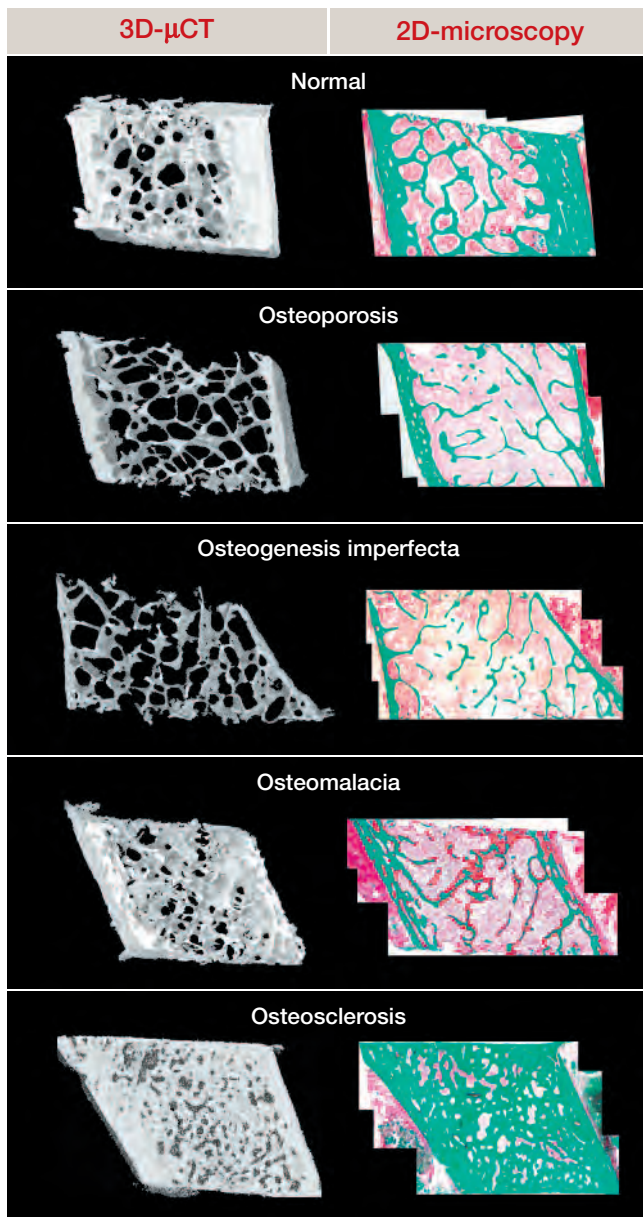 3D-μCT
2D-microscopy
Normal
Osteoporosis
Osteogenesis imperfecta
Osteomalacia
Osteosclerosis